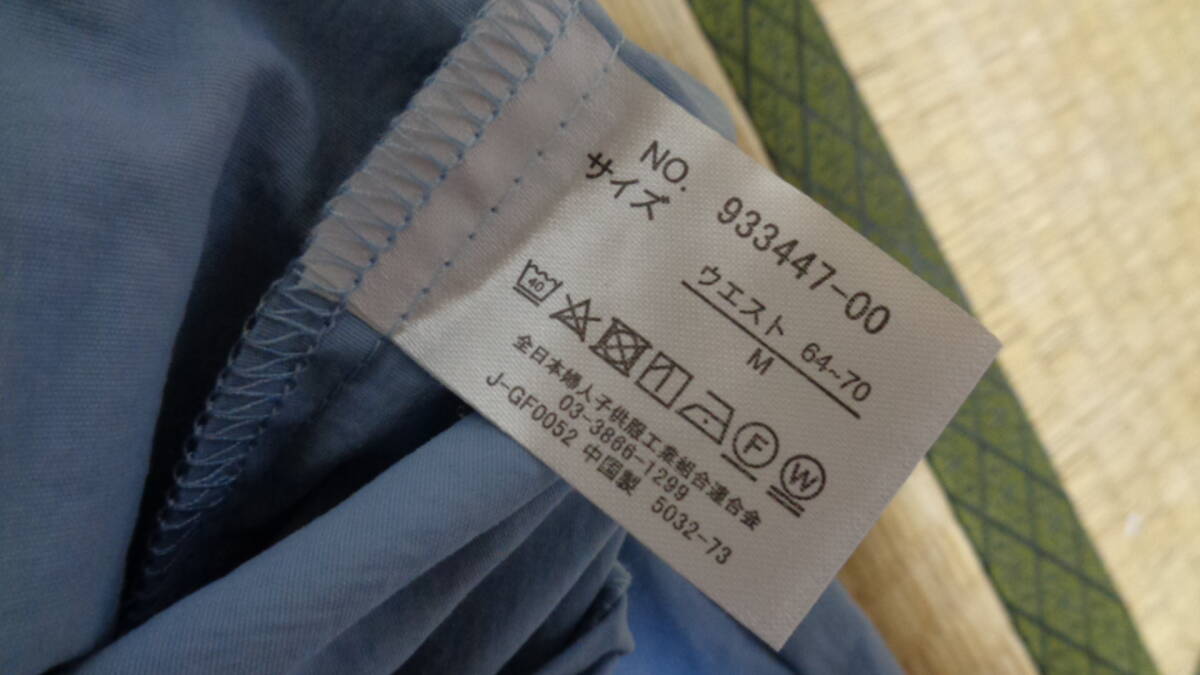 NO. 933447-00
サイズ ウエスト 64~70
M
40
F W
全日本婦人子供服工業組合連合会
03-3866-1299
J-GF0052 中国製 5032-73